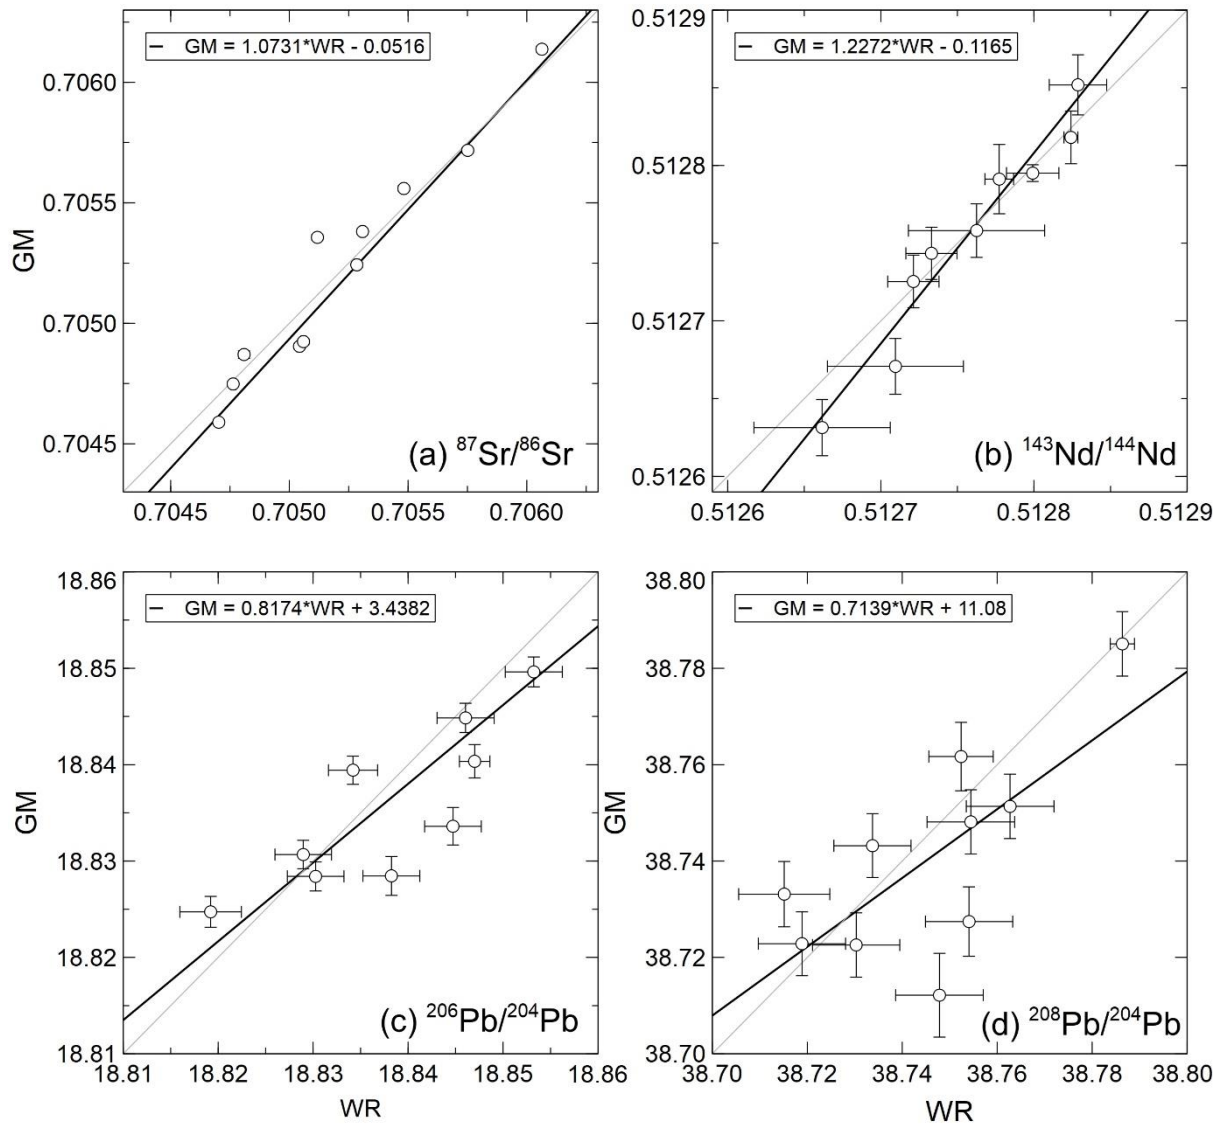 GM = 1.0731*WR - 0.0516
0.7060
0.7055
0.7050
0.7045
GM
(a) ⁸⁷Sr/⁸⁶Sr
0.7045 0.7050 0.7055 0.7060
0.5129
GM = 1.2272*WR - 0.1165
0.5128
0.5127
0.5126
(b) ¹⁴³Nd/¹⁴⁴Nd
0.5126 0.5127 0.5128 0.5129
18.86
GM = 0.8174*WR + 3.4382
18.85
18.84
18.83
18.82
18.81
GM
(c) ²⁰⁶Pb/²⁰⁴Pb
18.81 18.82 18.83 18.84 18.85 18.86
WR
38.80
GM = 0.7139*WR + 11.08
38.78
38.76
38.74
38.72
38.70
GM
(d) ²⁰⁸Pb/²⁰⁴Pb
38.70 38.72 38.74 38.76 38.78 38.80
WR